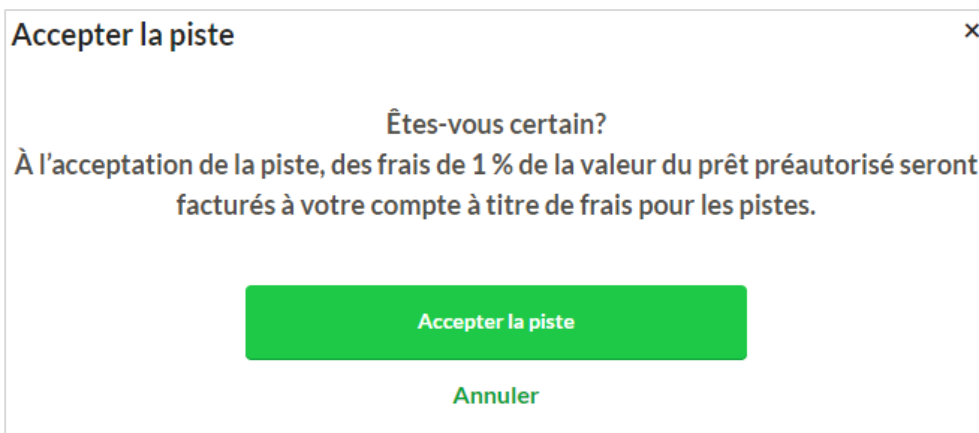 Accepter la piste ×
Êtes-vous certain?
À l’acceptation de la piste, des frais de 1 % de la valeur du prêt préautorisé seront
facturés à votre compte à titre de frais pour les pistes.
Accepter la piste
Annuler